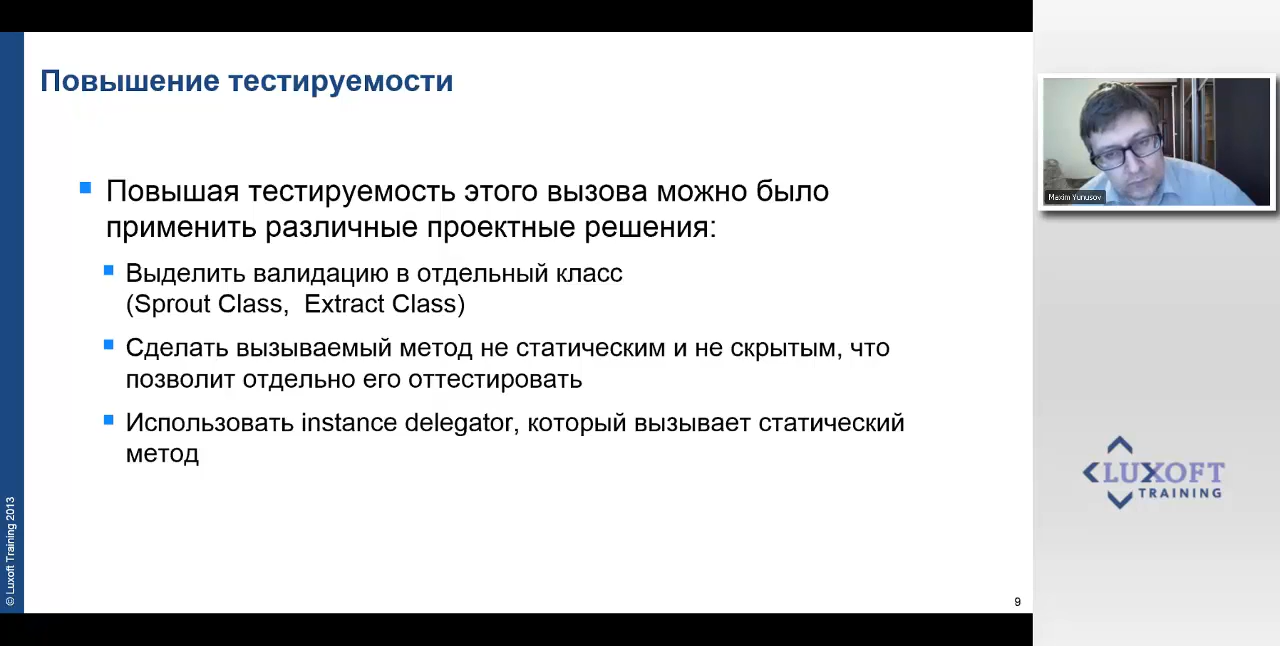 Повышение тестируемости
Повышая тестируемость этого вызова можно было
применить различные проектные решения:
Выделить валидацию в отдельный класс
(Sprout Class, Extract Class)
Сделать вызываемый метод не статическим и не скрытым, что
позволит отдельно его оттестировать
Использовать instance delegator, который вызывает статический
метод
© Luxoft Training 2013
9
Maxim Yunusov
LUXOFT
TRAINING